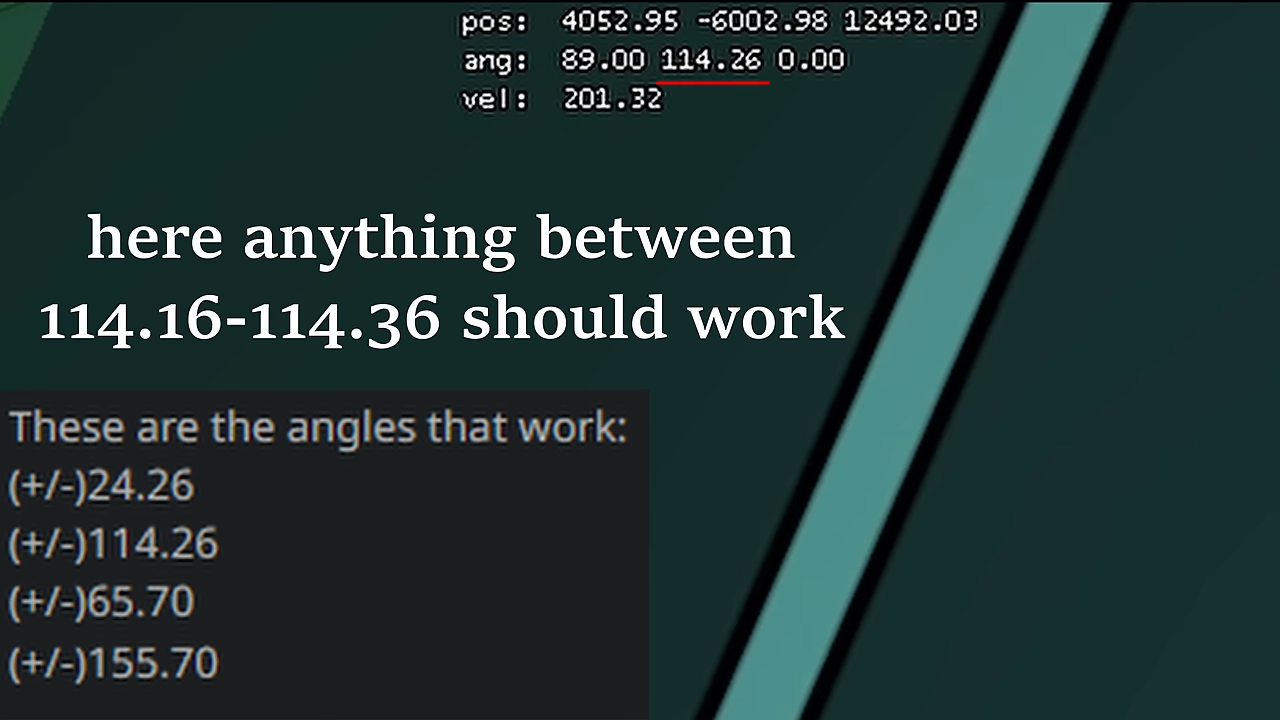 pos: 4052.95 -6002.98 12492.03
ang: 89.00 114.26 0.00
vel: 201.32
here anything between
114.16-114.36 should work
These are the angles that work:
(+/-)24.26
(+/-)114.26
(+/-)65.70
(+/-)155.70